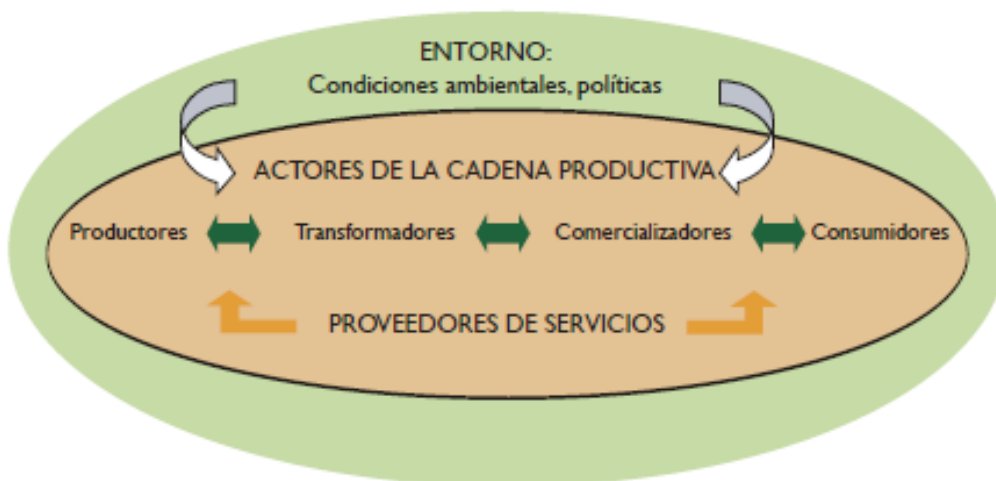 ENTORNO:
Condiciones ambientales, políticas
ACTORES DE LA CADENA PRODUCTIVA
Productores Transformadores Comercializadores Consumidores
PROVEEDORES DE SERVICIOS